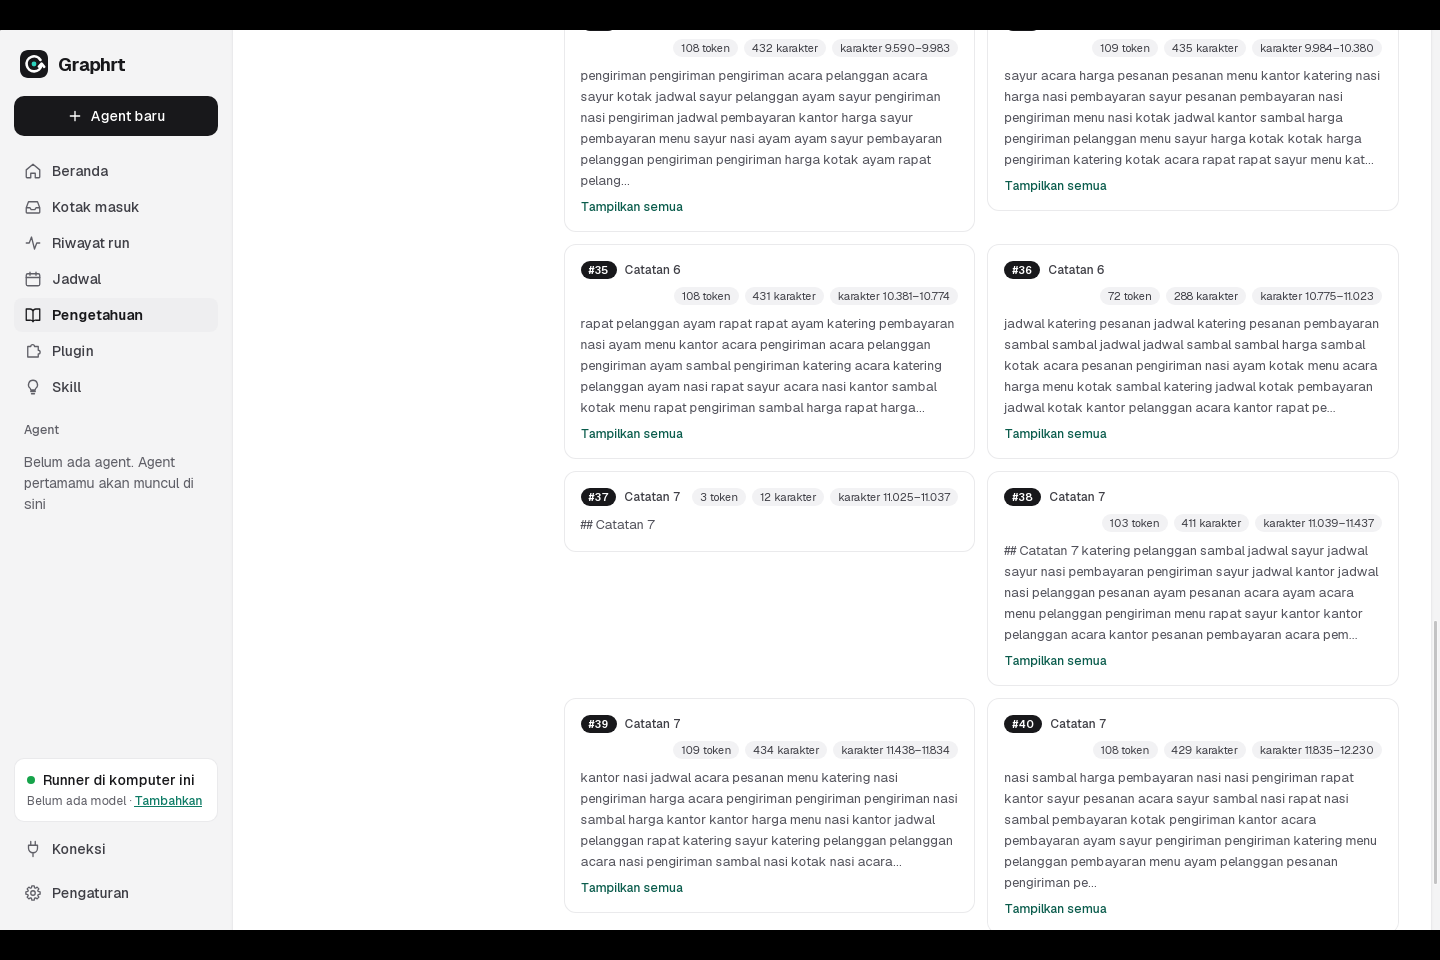 Graphrt
Agent baru
Beranda
Kotak masuk
Riwayat run
Jadwal
Pengetahuan
Plugin
Skill
Agent
Belum ada agent. Agent
pertamamu akan muncul di
sini
Runner di komputer ini
Belum ada model · Tambahkan
Koneksi
Pengaturan
108 token 432 karakter karakter 9.590–9.983
pengiriman pengiriman pengiriman acara pelanggan acara
sayur kotak jadwal sayur pelanggan ayam sayur pengiriman
nasi pengiriman jadwal pembayaran kantor harga sayur
pembayaran menu sayur nasi ayam ayam sayur pembayaran
pelanggan pengiriman pengiriman harga kotak ayam rapat
pelang...
Tampilkan semua
109 token 435 karakter karakter 9.984–10.380
sayur acara harga pesanan pesanan menu kantor katering nasi
harga nasi pembayaran sayur pesanan pembayaran nasi
pengiriman menu nasi kotak jadwal kantor sambal harga
pengiriman pelanggan menu sayur harga kotak kotak harga
pengiriman katering kotak acara rapat rapat sayur menu kat...
Tampilkan semua
#35 Catatan 6
108 token 431 karakter karakter 10.381–10.774
rapat pelanggan ayam rapat rapat ayam katering pembayaran
nasi ayam menu kantor acara pengiriman acara pelanggan
pengiriman ayam sambal pengiriman katering acara katering
pelanggan ayam nasi rapat sayur acara nasi kantor sambal
kotak menu rapat pengiriman sambal harga rapat harga...
Tampilkan semua
#36 Catatan 6
72 token 288 karakter karakter 10.775–11.023
jadwal katering pesanan jadwal katering pesanan pembayaran
sambal sambal jadwal jadwal sambal sambal harga sambal
kotak acara pesanan pengiriman nasi ayam kotak menu acara
harga menu kotak sambal katering jadwal kotak pembayaran
jadwal kotak kantor pelanggan acara kantor rapat pe...
Tampilkan semua
#37 Catatan 7 3 token 12 karakter karakter 11.025–11.037
## Catatan 7
#38 Catatan 7
103 token 411 karakter karakter 11.039–11.437
## Catatan 7 katering pelanggan sambal jadwal sayur jadwal
sayur nasi pembayaran pengiriman sayur jadwal kantor jadwal
nasi pelanggan pesanan ayam pesanan acara ayam acara
menu pelanggan pengiriman menu rapat sayur kantor kantor
pelanggan acara kantor pesanan pembayaran acara pem...
Tampilkan semua
#39 Catatan 7
109 token 434 karakter karakter 11.438–11.834
kantor nasi jadwal acara pesanan menu katering nasi
pengiriman harga acara pengiriman pengiriman pengiriman nasi
sambal harga kantor kantor harga menu nasi kantor jadwal
pelanggan rapat katering sayur katering pelanggan pelanggan
acara nasi pengiriman sambal nasi kotak nasi acara...
Tampilkan semua
#40 Catatan 7
108 token 429 karakter karakter 11.835–12.230
nasi sambal harga pembayaran nasi nasi pengiriman rapat
kantor sayur pesanan acara sayur sambal nasi rapat nasi
sambal pembayaran kotak pengiriman kantor acara
pembayaran ayam sayur pengiriman pengiriman katering menu
pelanggan pembayaran menu ayam pelanggan pesanan
pengiriman pe...
Tampilkan semua